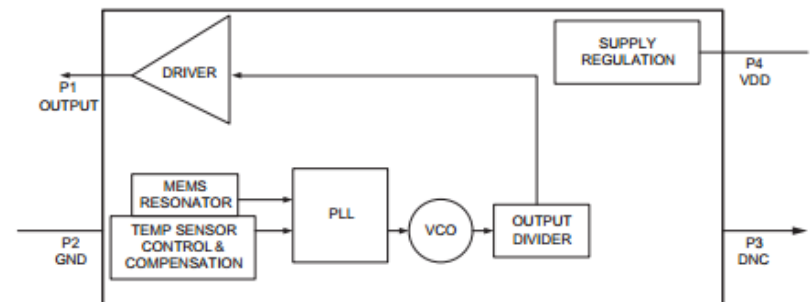 DRIVER
SUPPLY
REGULATION
P1
OUTPUT
P4
VDD
MEMS
RESONATOR
TEMP SENSOR
CONTROL &
COMPENSATION
PLL
VCO
OUTPUT
DIVIDER
P2
GND
P3
DNC